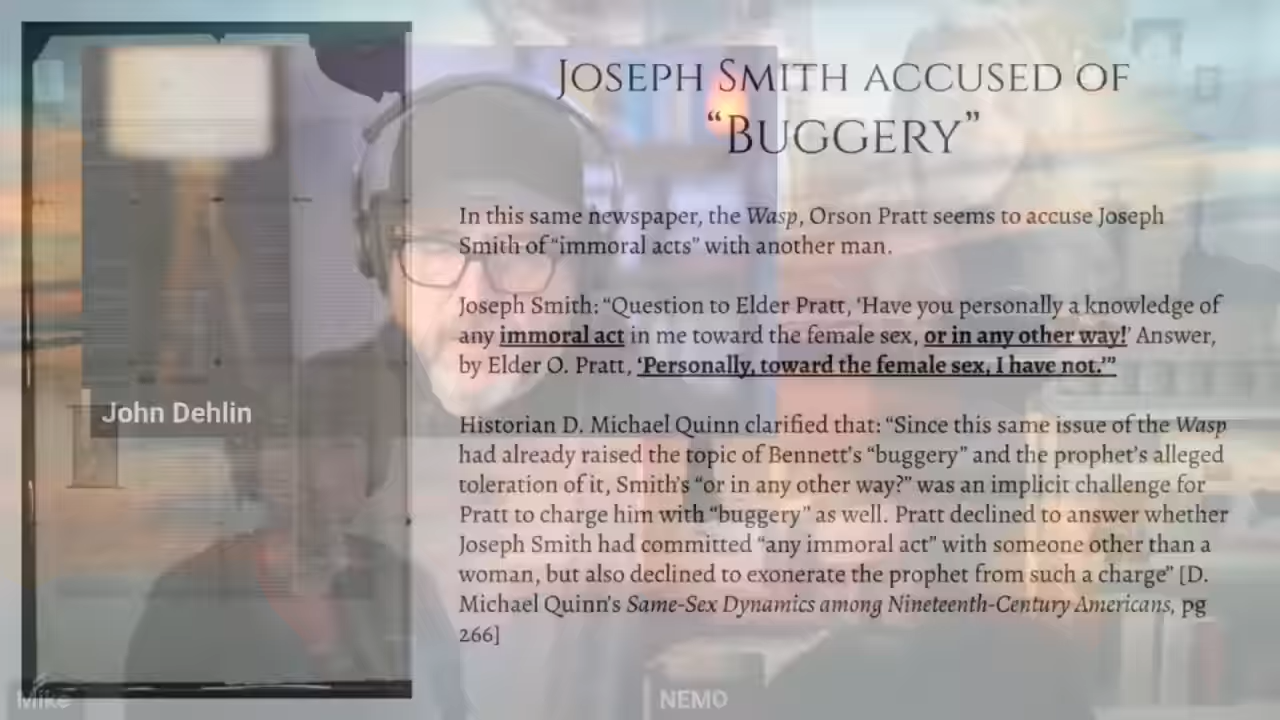 JOSEPH SMITH ACCUSED OF
“BUGGERY”
In this same newspaper, the Wasp, Orson Pratt seems to accuse Joseph
Smith of “immoral acts” with another man.
Joseph Smith: “Question to Elder Pratt, ‘Have you personally a knowledge of
any immoral act in me toward the female sex, or in any other way!’ Answer,
by Elder O. Pratt, ‘Personally, toward the female sex, I have not.’”
Historian D. Michael Quinn clarified that: “Since this same issue of the Wasp
had already raised the topic of Bennett’s “buggery” and the prophet’s alleged
toleration of it, Smith’s “or in any other way?” was an implicit challenge for
Pratt to charge him with “buggery” as well. Pratt declined to answer whether
Joseph Smith had committed “any immoral act” with someone other than a
woman, but also declined to exonerate the prophet from such a charge” [D.
Michael Quinn’s Same-Sex Dynamics among Nineteenth-Century Americans, pg
266]
John Dehlin
Mike
NEMO